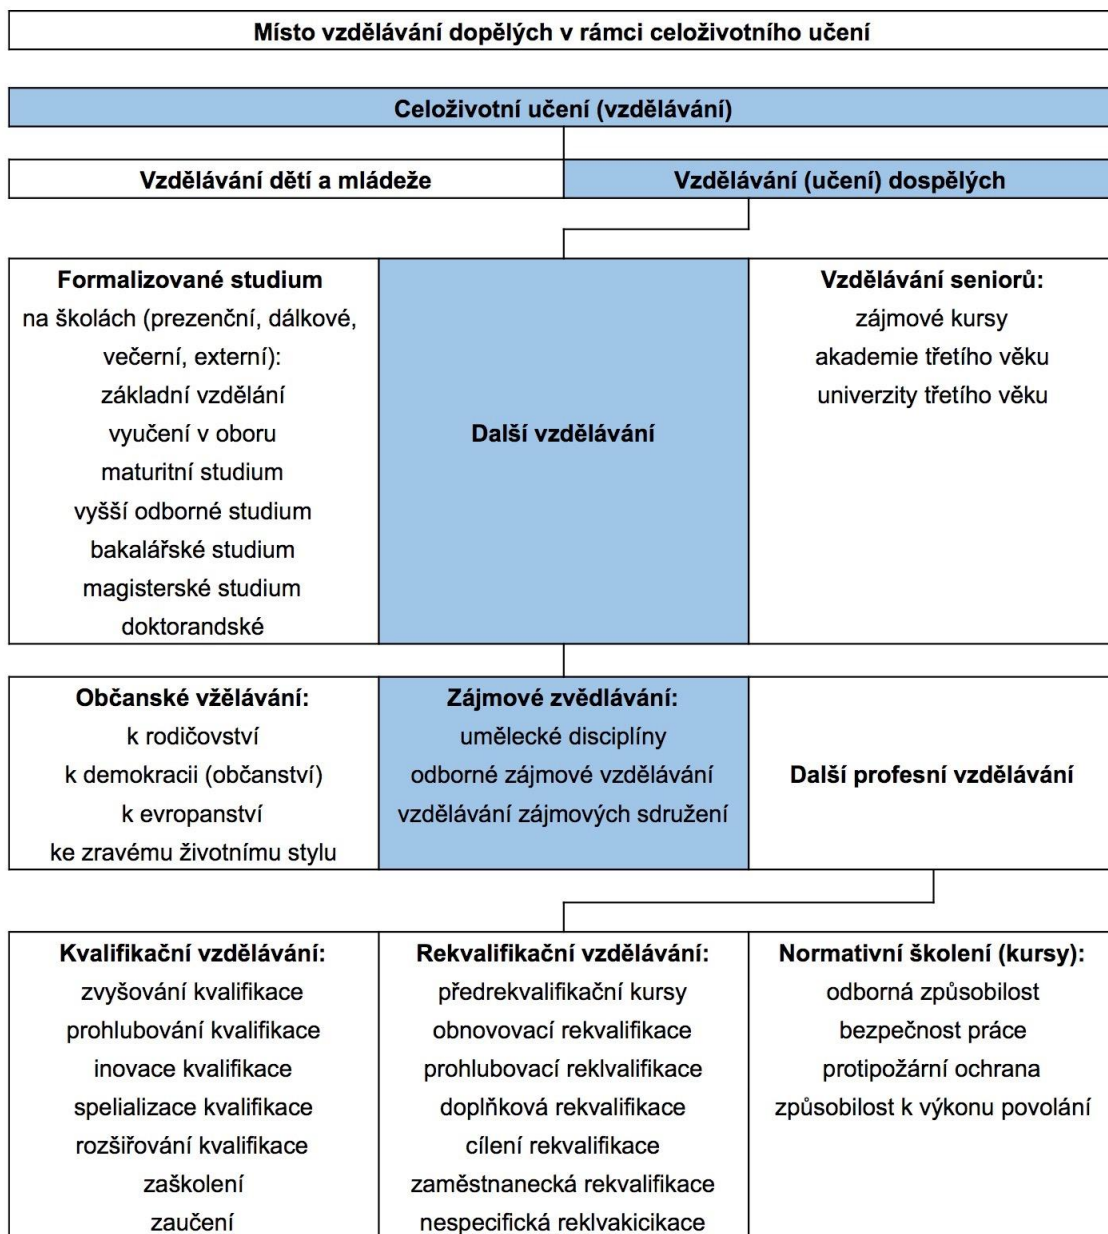 Místo vzdělávání dopělých v rámci celoživotního učení
Celoživotní učení (vzdělávání)
Vzdělávání dětí a mládeže
Vzdělávání (učení) dospělých
Formalizované studium
na školách (prezenční, dálkové,
večerní, externí):
základní vzdělání
vyučení v oboru
maturitní studium
vyšší odborné studium
bakalářské studium
magisterské studium
doktorandské
Další vzdělávání
Vzdělávání seniorů:
zájmové kursy
akademie třetího věku
univerzity třetího věku
Občanské vžělávání:
k rodičovství
k demokracii (občanství)
k evropanství
ke zravému životnímu stylu
Zájmové zvědlávání:
umělecké disciplíny
odborné zájmové vzdělávání
vzdělávání zájmových sdružení
Další profesní vzdělávání
Kvalifikační vzdělávání:
zvyšování kvalifikace
prohlubování kvalifikace
inovace kvalifikace
spelializace kvalifikace
rozšiřování kvalifikace
zaškolení
zaučení
Rekvalifikační vzdělávání:
předrekvalifikační kursy
obnovovací rekvalifikace
prohlubovací reklvalifikace
doplňková rekvalifikace
cílení rekvalifikace
zaměstnanecká rekvalifikace
nespecifická reklvakicikace
Normativní školení (kursy):
odborná způsobilost
bezpečnost práce
protipožární ochrana
způsobilost k výkonu povolání